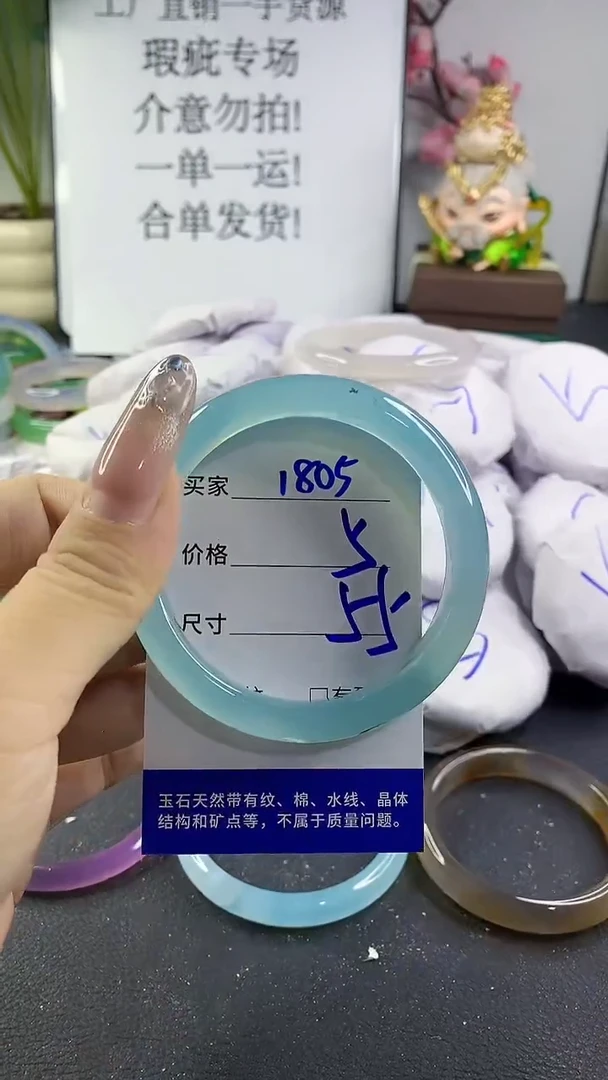 工厂直销一手货源
瑕疵专场
介意勿拍!
一单一运!
合单发货!
买家 1805
价格
尺寸
玉石天然带有纹、棉、水线、晶体
结构和矿点等，不属于质量问题。